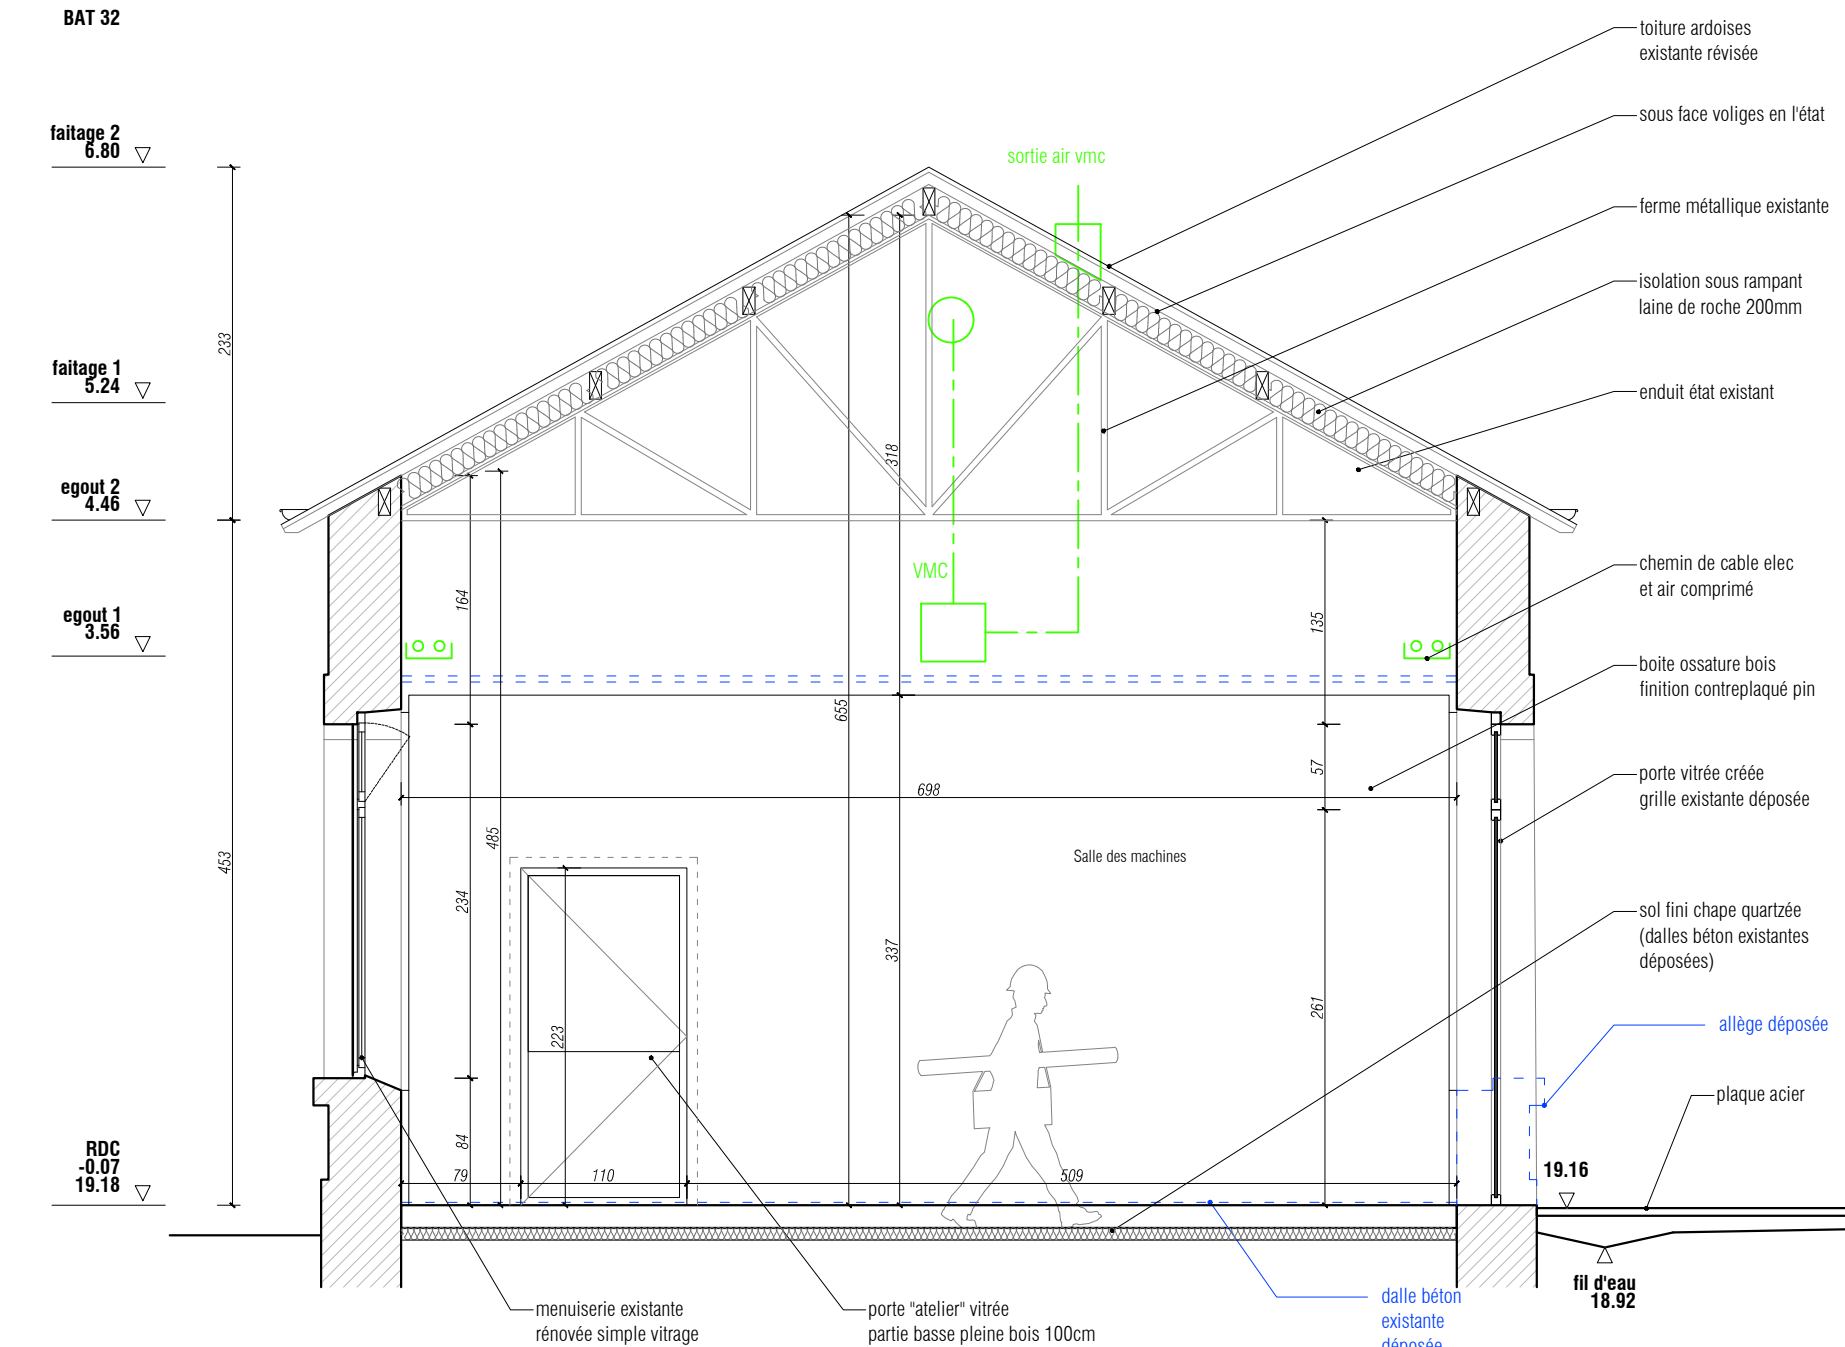 BAT 32
faitage 2
6.80
faitage 1
5.24
egout 2
4.46
egout 1
3.56
RDC
-0.07
19.18
233
453
sortie air vmc
VMC
318
164
135
655
57
698
485
234
337
261
223
84
79
110
509
Salle des machines
toiture ardoises
existante révisée
sous face voliges en l'état
ferme métallique existante
isolation sous rampant
laine de roche 200mm
enduit état existant
chemin de cable elec
et air comprimé
boite ossature bois
finition contreplaqué pin
porte vitrée créée
grille existante déposée
sol fini chape quartzée
(dalles béton existantes
déposées)
allège déposée
plaque acier
19.16
fil d'eau
18.92
menuiserie existante
rénovée simple vitrage
porte "atelier" vitrée
partie basse pleine bois 100cm
dalle béton
existante
déposée